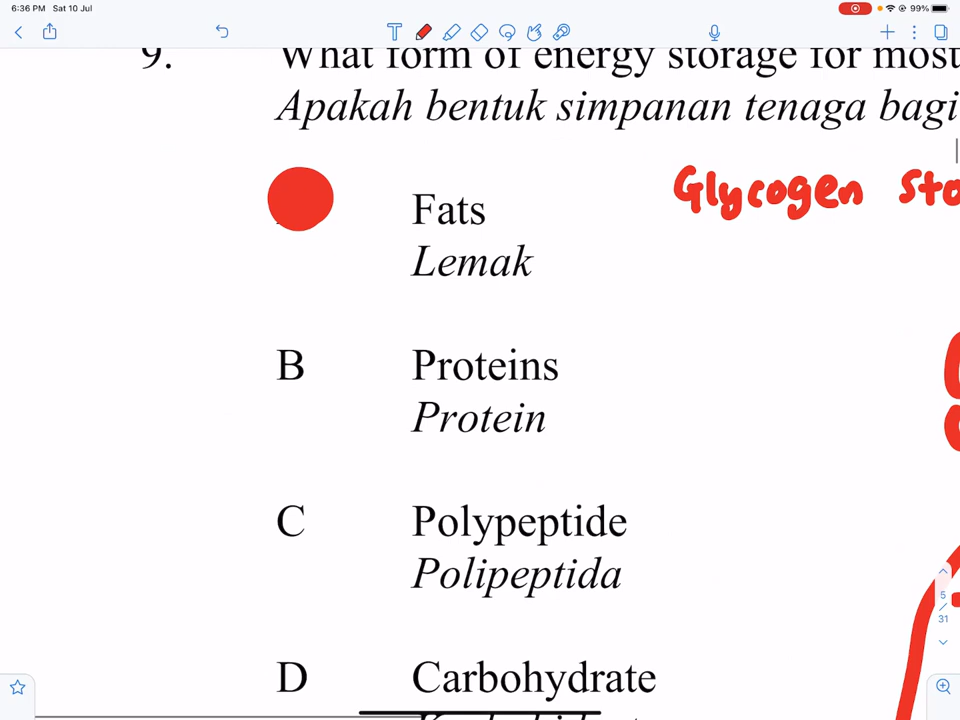 6:36 PM Sat 10 Jul 99%
9. What form of energy storage for most
Apakah bentuk simpanan tenaga bagi
Fats Glycogen Sto
Lemak
B Proteins
Protein
C Polypeptide
Polipeptida
5
/
31
D Carbohydrate